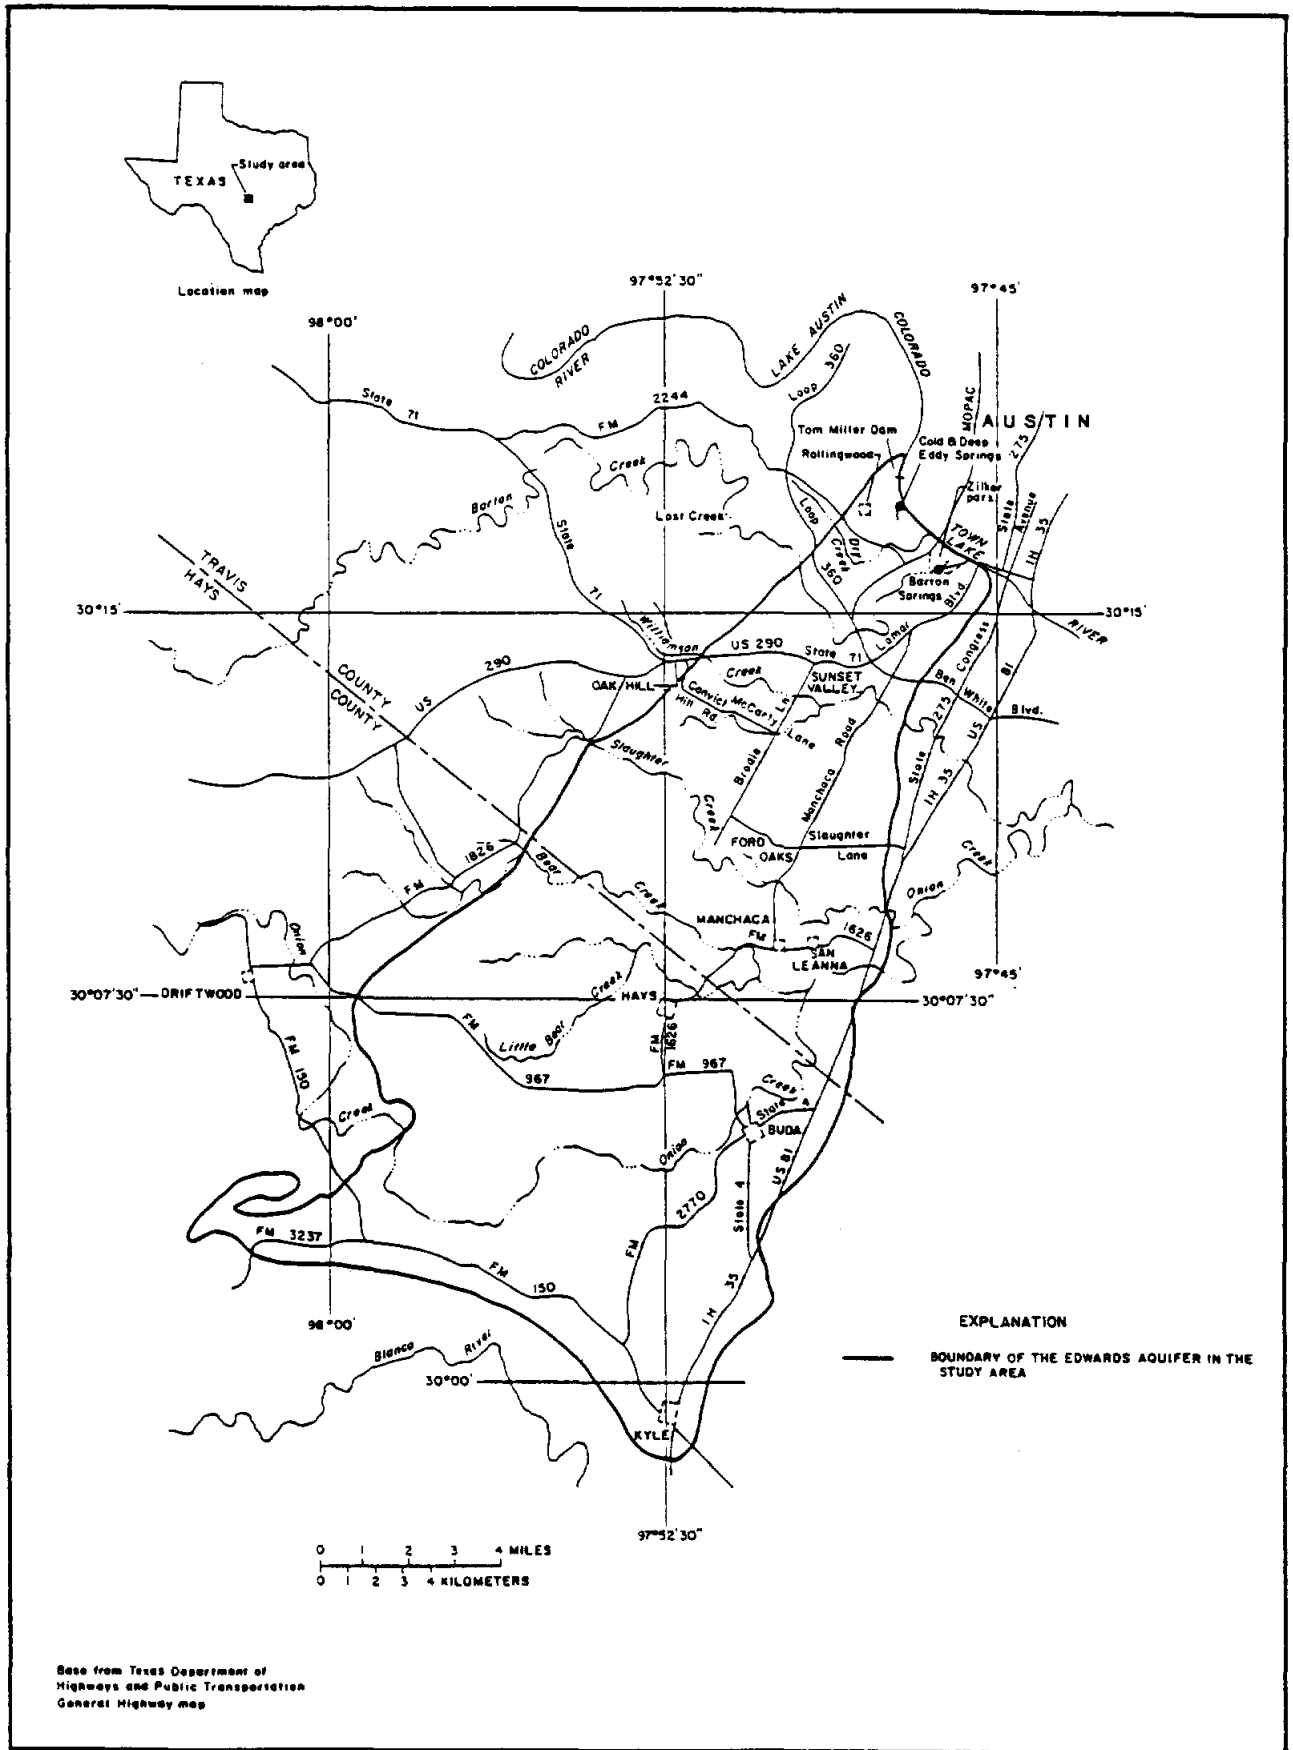 Study area
TEXAS
Location map
97°52'30"
97°45'
98°00'
COLORADO
RIVER
LAKE AUSTIN
COLORADO
Loop 360
State 71
FM 2244
MOPAC
AUSTIN
Tom Miller Dam
Rollingwood
Cold & Deep
Eddy Springs
275
Zilker
park
Barton Creek
Lost Creek
Loop 360
Dry
Creek
TOWN
LAKE
State
Avenue
IH 35
State 71
TRAVIS
HAYS
Barton
Springs
Blvd.
30°15'
30°15'
RIVER
Williamson
Creek
US 290
State 71
Lamar
Congress
US 290
COUNTY
COUNTY
OAK HILL
SUNSET
VALLEY
Ben White Blvd.
81
Convict
Hill Rd.
McCarty
Lane
Brodie Ln
Manchaca Road
State 275
US
IH 35
Slaughter
Creek
FORD
OAKS
Slaughter
Lane
Onion Creek
FM 1826
Bear Creek
MANCHACA
FM 1626
SAN
LEANNA
97°45'
Onion
30°07'30"
DRIFTWOOD
HAYS
30°07'30"
Little Bear Creek
FM 967
FM
1626
FM 967
FM 150
Creek
Creek
State 4
BUDA
Onion
US 81
FM 2770
State 4
FM 3237
FM 150
IH 35
98°00'
Blanco River
30°00'
KYLE
97°52'30"
EXPLANATION
BOUNDARY OF THE EDWARDS AQUIFER IN THE
STUDY AREA
0 1 2 3 4 MILES
0 1 2 3 4 KILOMETERS
Base from Texas Department of
Highways and Public Transportation
General Highway map